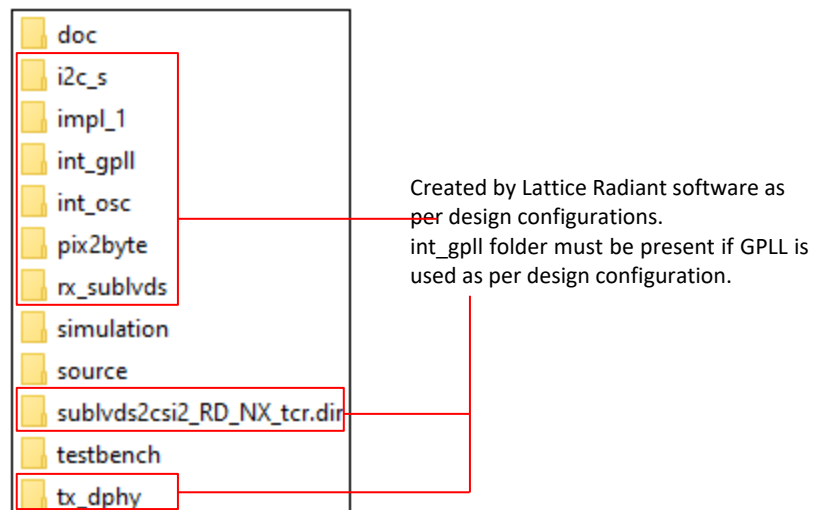 doc
i2c_s
impl_1
int_gpll
int_osc
pix2byte
rx_sublvds
simulation
source
sublvds2csi2_RD_NX_tcr.dir
testbench
tx_dphy
Created by Lattice Radiant software as
per design configurations.
int_gpll folder must be present if GPLL is
used as per design configuration.